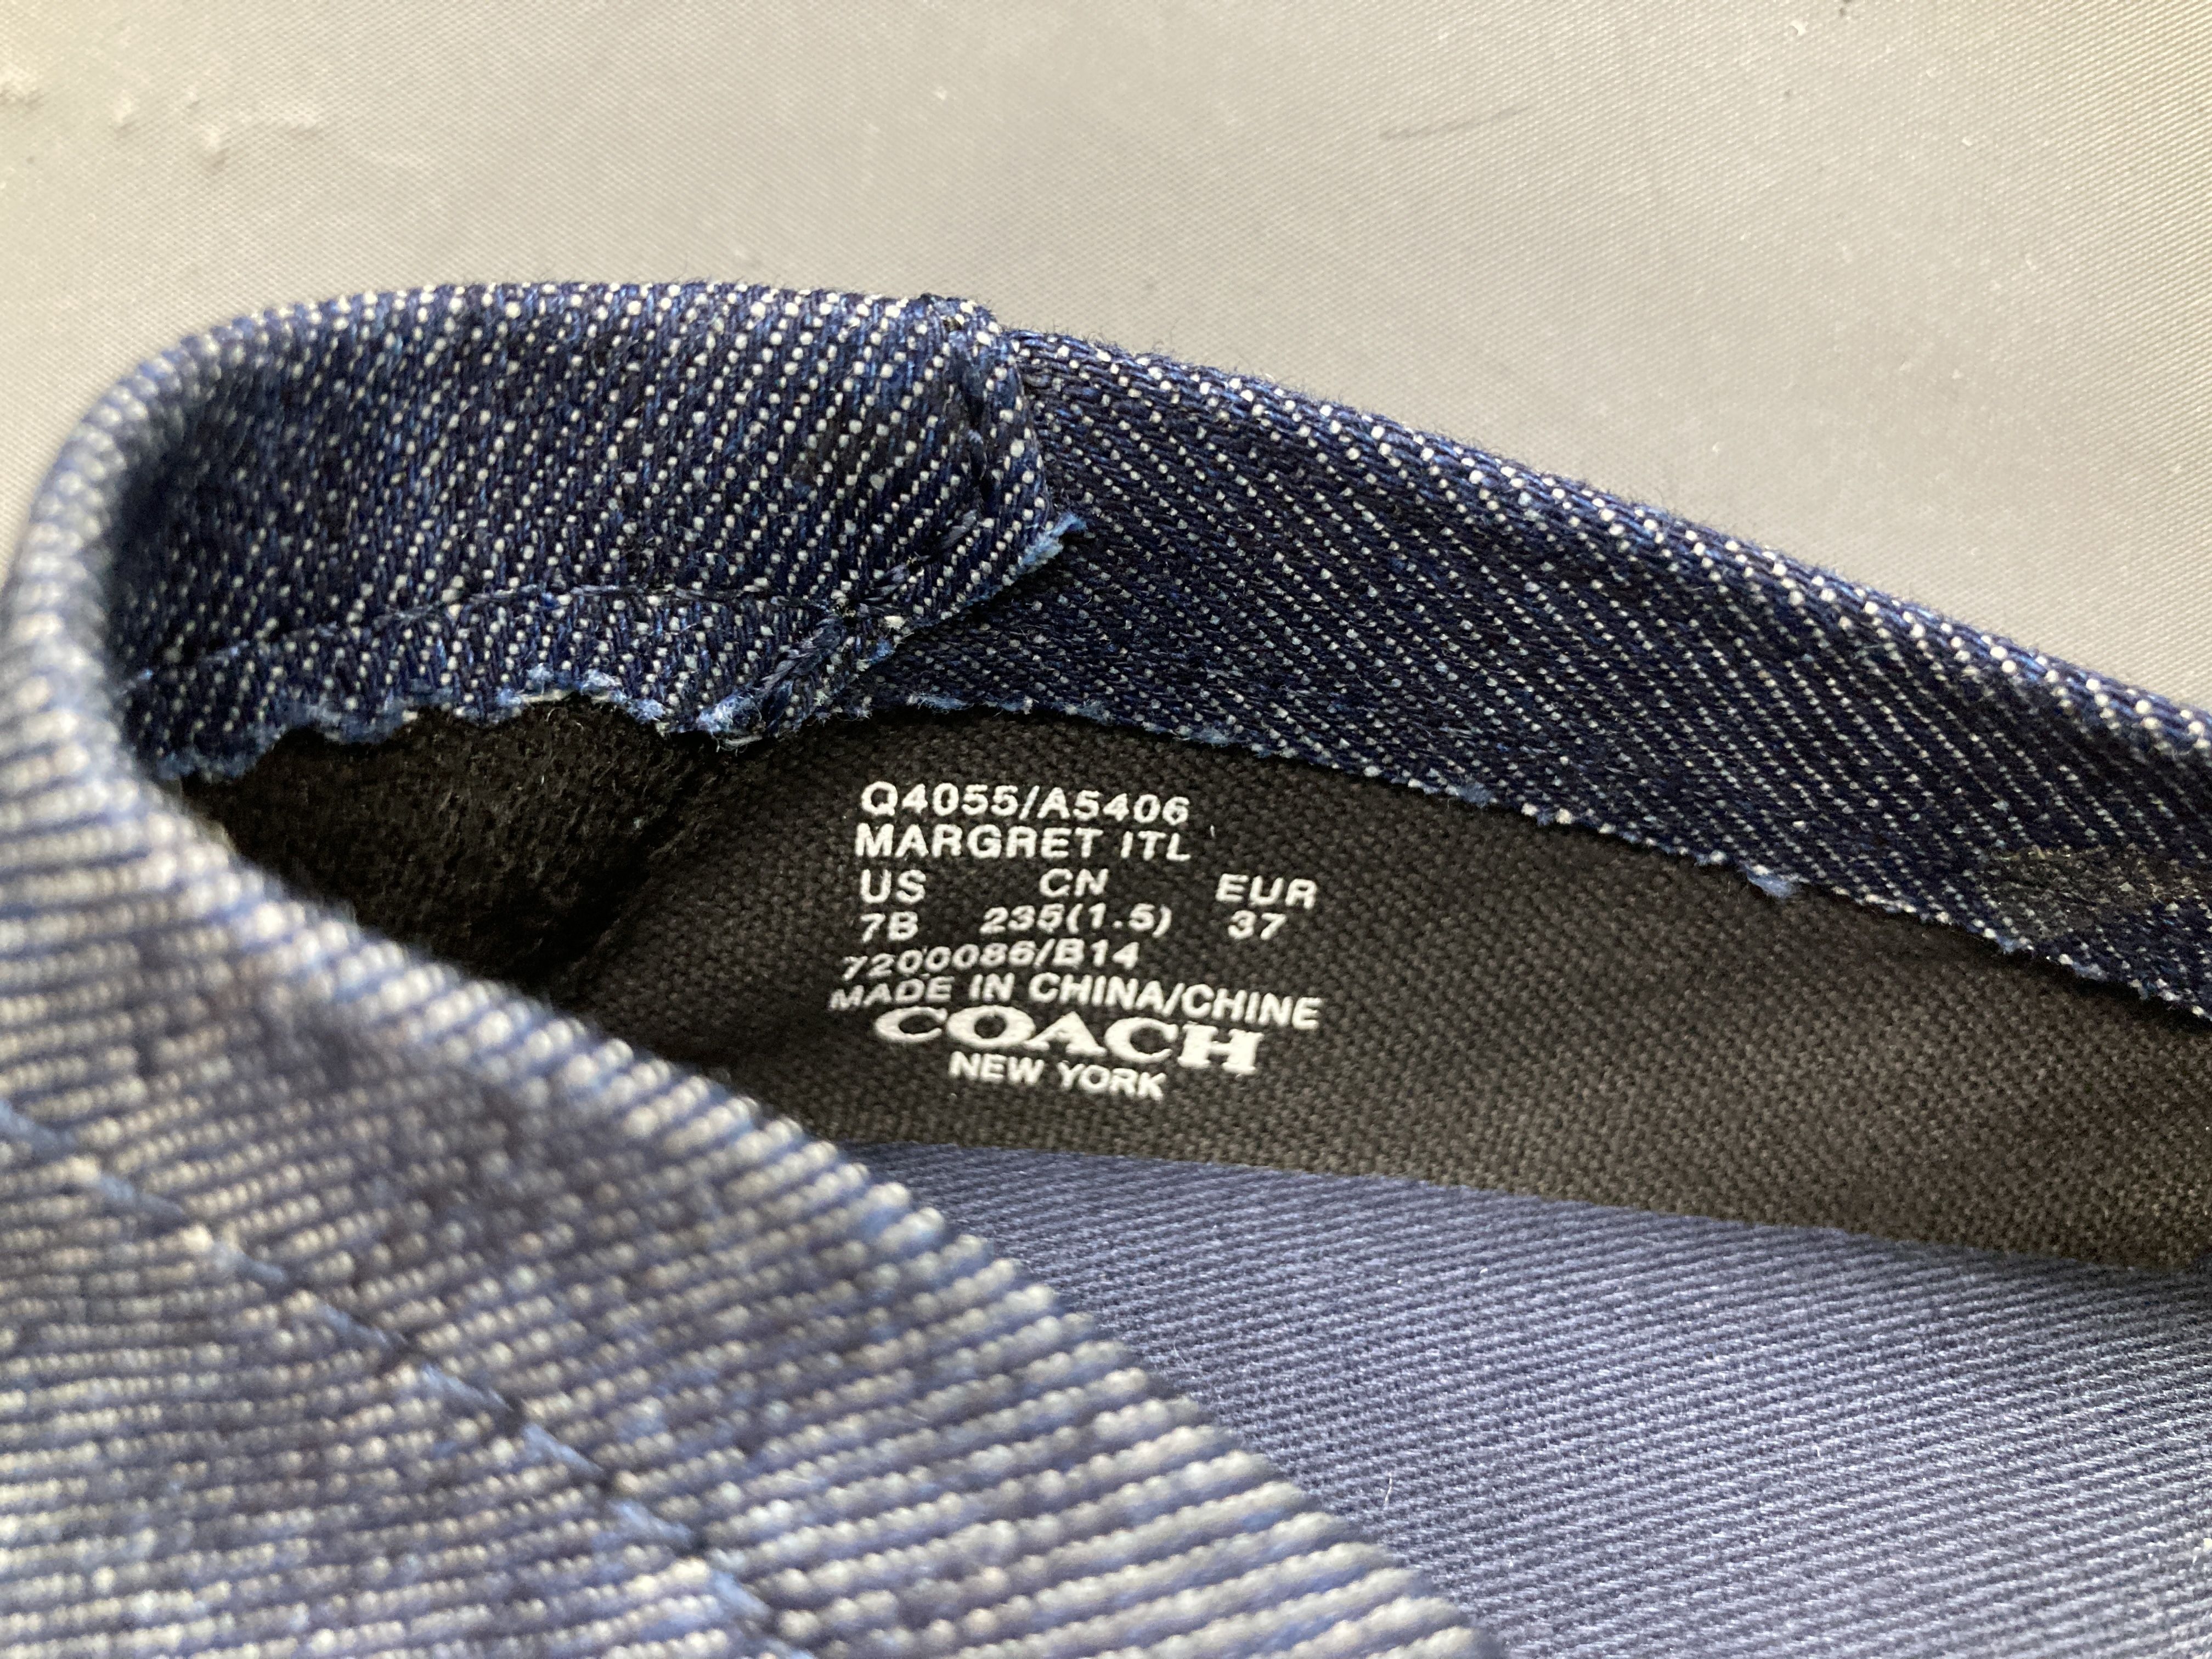 Q4055/A5406
MARGRET ITL
US CN EUR
7B 235(1.5) 37
7200086/B14
MADE IN CHINA/CHINE
COACH
NEW YORK